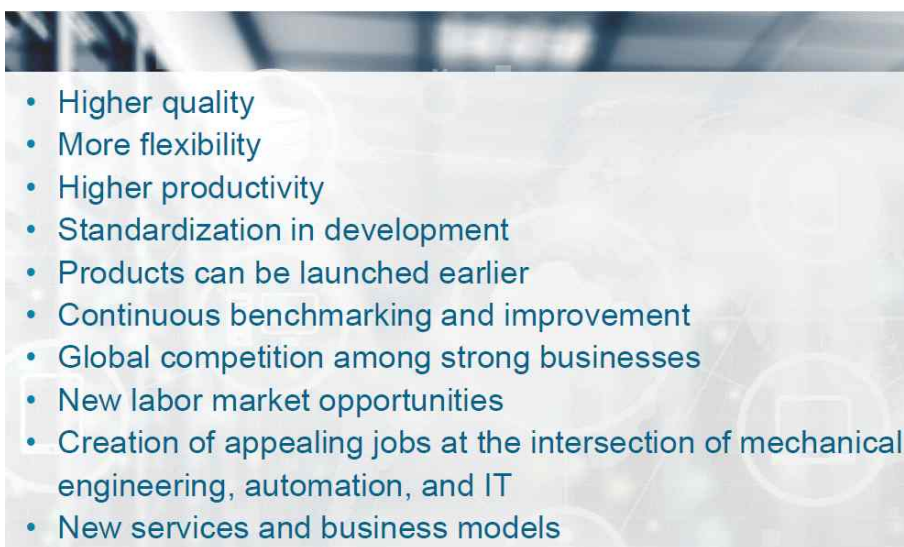 • Higher quality
• More flexibility
• Higher productivity
• Standardization in development
• Products can be launched earlier
• Continuous benchmarking and improvement
• Global competition among strong businesses
• New labor market opportunities
• Creation of appealing jobs at the intersection of mechanical
engineering, automation, and IT
• New services and business models